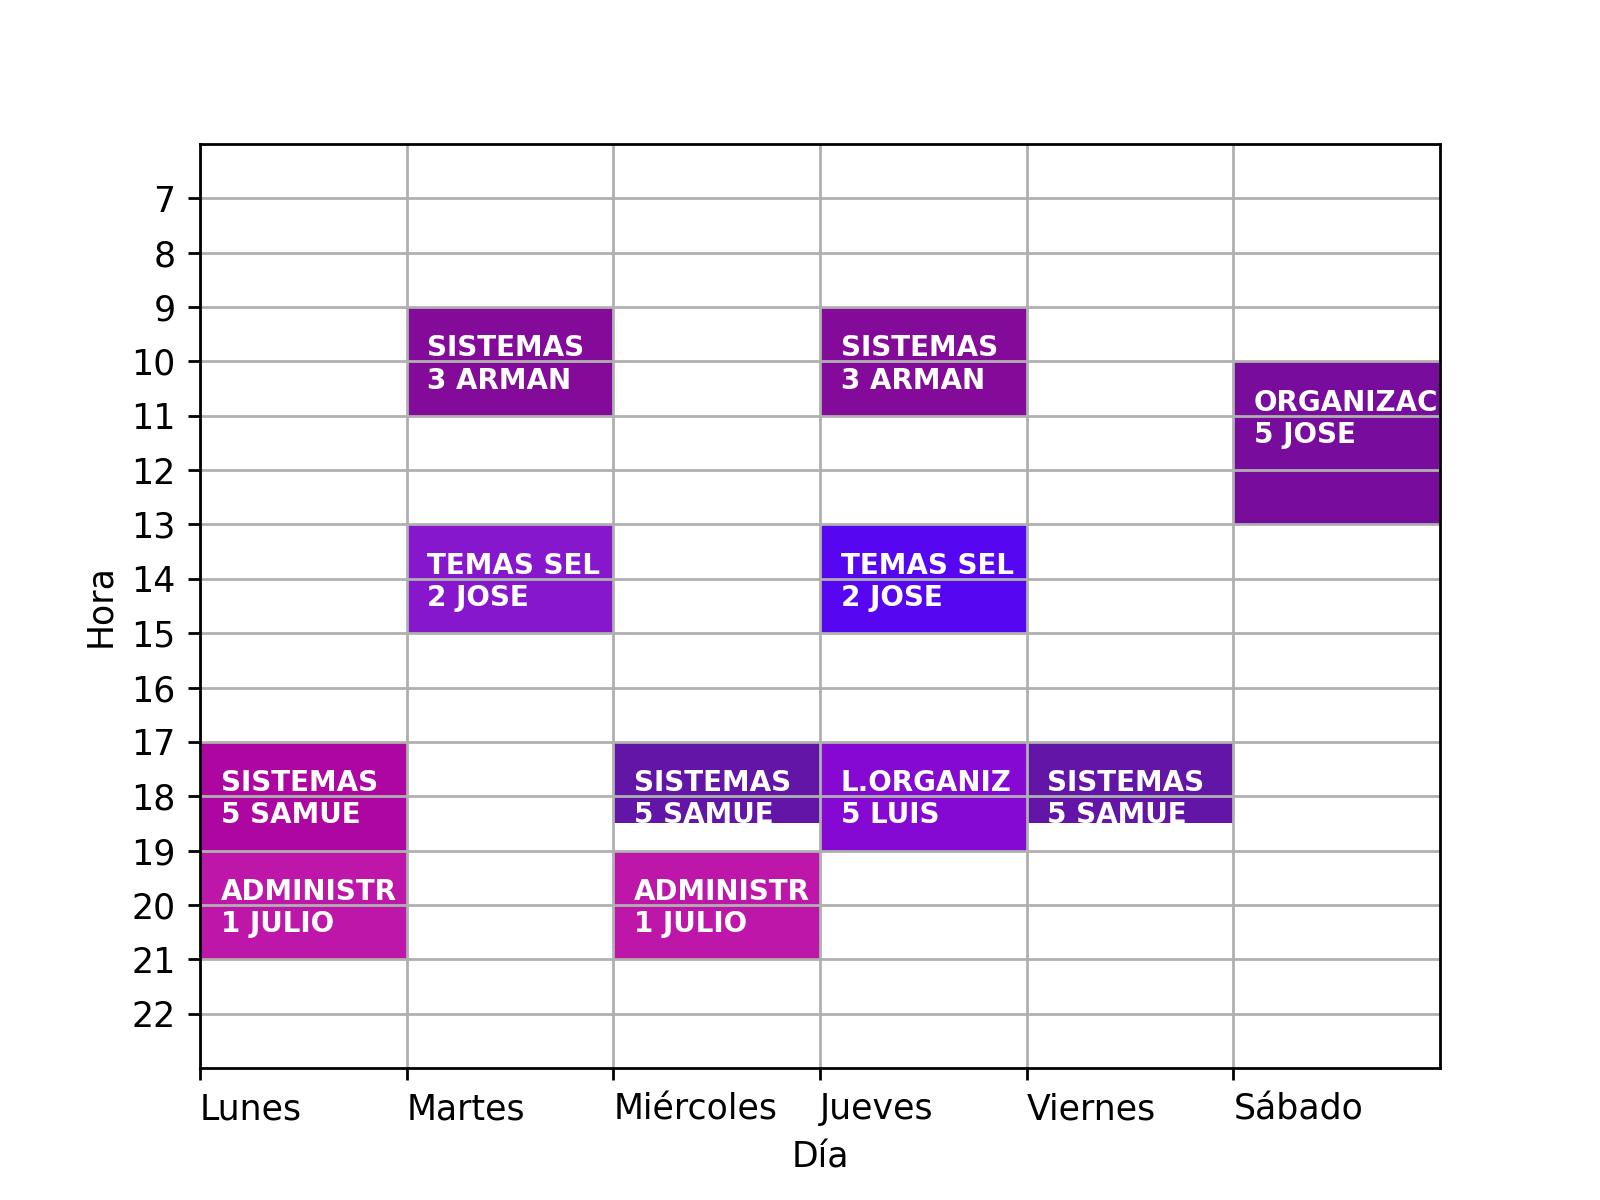 7
8
9
SISTEMAS
3 ARMAN
SISTEMAS
3 ARMAN
10
ORGANIZAC
5 JOSE
11
12
13
TEMAS SEL
2 JOSE
TEMAS SEL
2 JOSE
14
15
16
17
SISTEMAS
5 SAMUE
SISTEMAS
5 SAMUE
L.ORGANIZ
5 LUIS
SISTEMAS
5 SAMUE
18
19
ADMINISTR
1 JULIO
ADMINISTR
1 JULIO
20
21
22
Hora
Lunes Martes Miércoles Jueves Viernes Sábado
Día